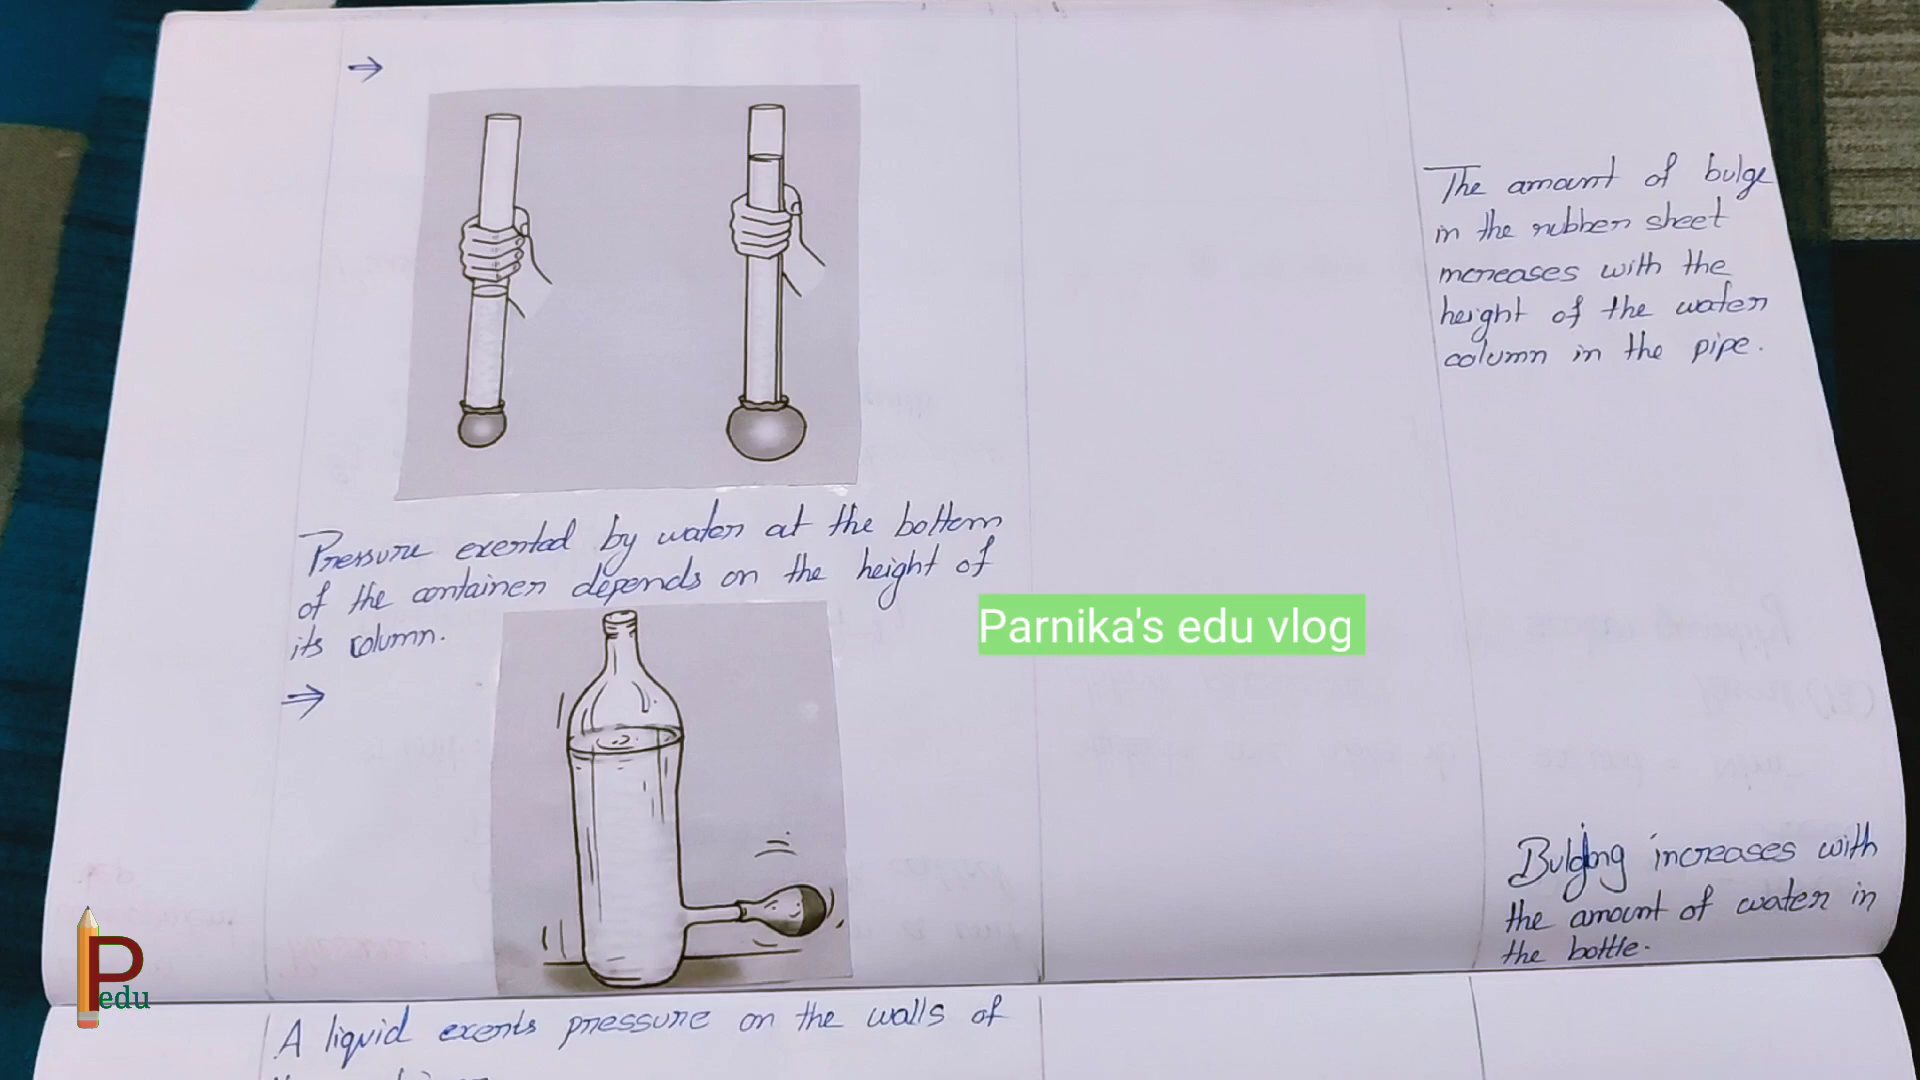 The amount of bulge
in the rubber sheet
increases with the
height of the water
column in the pipe.
Pressure exerted by water at the bottom
of the container depends on the height of
its column.
Parnika's edu vlog
Bulging increases with
the amount of water in
the bottle.
P
edu
A liquid exerts pressure on the walls of